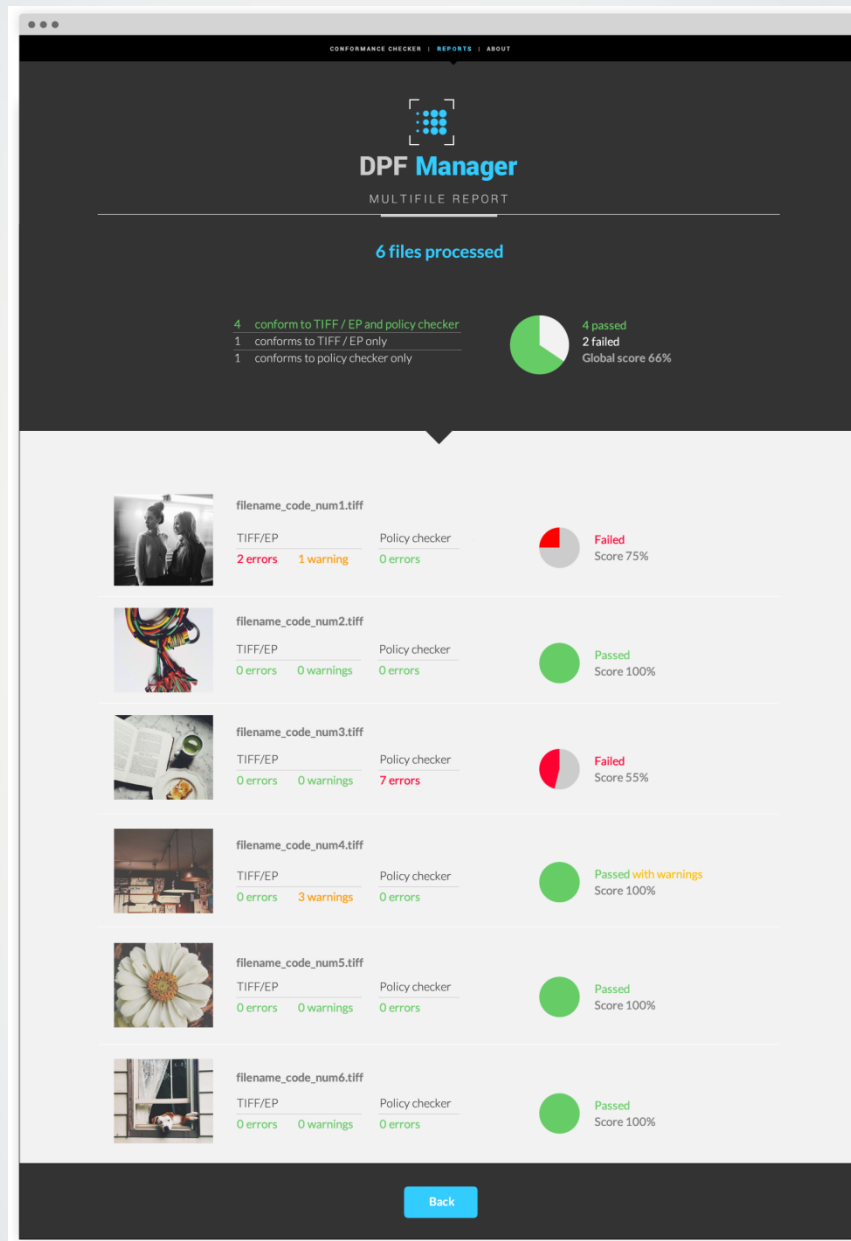 CONFORMANCE CHECKER | REPORTS | ABOUT
DPF Manager
MULTIFILE REPORT
6 files processed
4 conform to TIFF / EP and policy checker
1 conforms to TIFF / EP only
1 conforms to policy checker only
4 passed
2 failed
Global score 66%
filename_code_num1.tiff
TIFF/EP Policy checker
2 errors 1 warning 0 errors
Failed
Score 75%
filename_code_num2.tiff
TIFF/EP Policy checker
0 errors 0 warnings 0 errors
Passed
Score 100%
filename_code_num3.tiff
TIFF/EP Policy checker
0 errors 0 warnings 7 errors
Failed
Score 55%
filename_code_num4.tiff
TIFF/EP Policy checker
0 errors 3 warnings 0 errors
Passed with warnings
Score 100%
filename_code_num5.tiff
TIFF/EP Policy checker
0 errors 0 warnings 0 errors
Passed
Score 100%
filename_code_num6.tiff
TIFF/EP Policy checker
0 errors 0 warnings 0 errors
Passed
Score 100%
Back